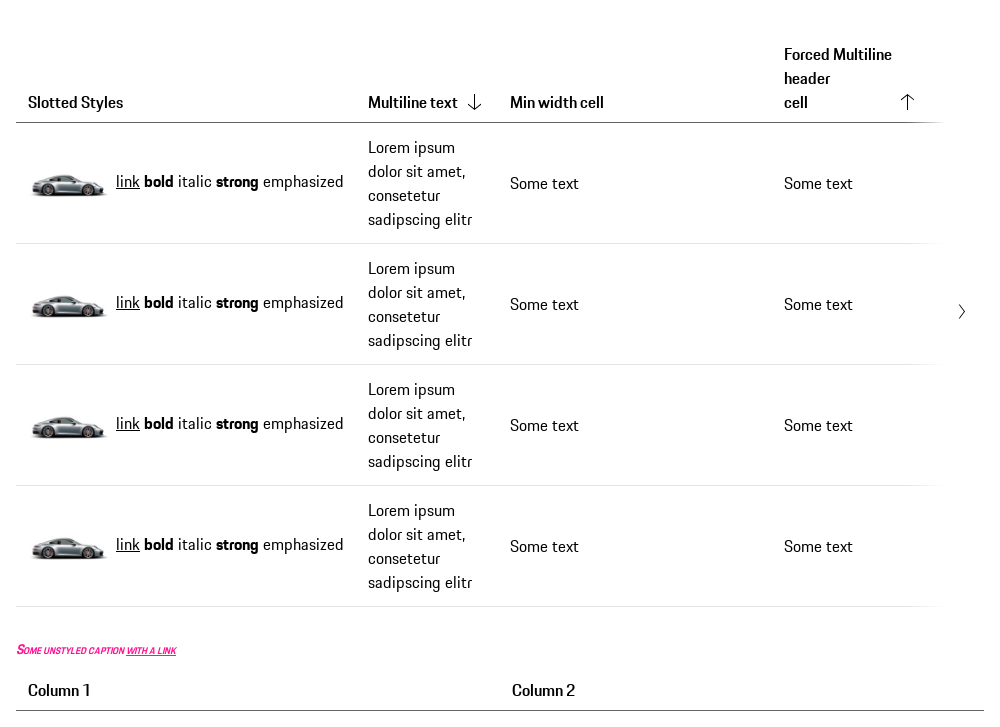 Forced Multiline
header
Slotted Styles Multiline text Min width cell cell
Lorem ipsum
dolor sit amet,
link bold italic strong emphasized Some text Some text
consetetur
sadipscing elitr
Lorem ipsum
dolor sit amet,
link bold italic strong emphasized Some text Some text
consetetur
sadipscing elitr
Lorem ipsum
dolor sit amet,
link bold italic strong emphasized Some text Some text
consetetur
sadipscing elitr
Lorem ipsum
dolor sit amet,
link bold italic strong emphasized Some text Some text
consetetur
sadipscing elitr
Some unstyled caption with a link
Column 1 Column 2